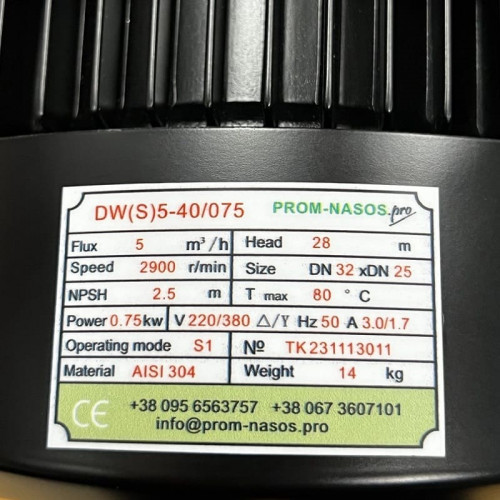 DW(S)5-40/075 PROM-NASOS.pro
Flux 5 m³/h Head 28 m
Speed 2900 r/min Size DN 32 xDN 25
NPSH 2.5 m T max 80 °C
Power 0.75kw V 220/380 △/Y Hz 50 A 3.0/1.7
Operating mode S1 № TK231113011
Material AISI 304 Weight 14 kg
CE +38 095 6563757 +38 067 3607101
info@prom-nasos.pro